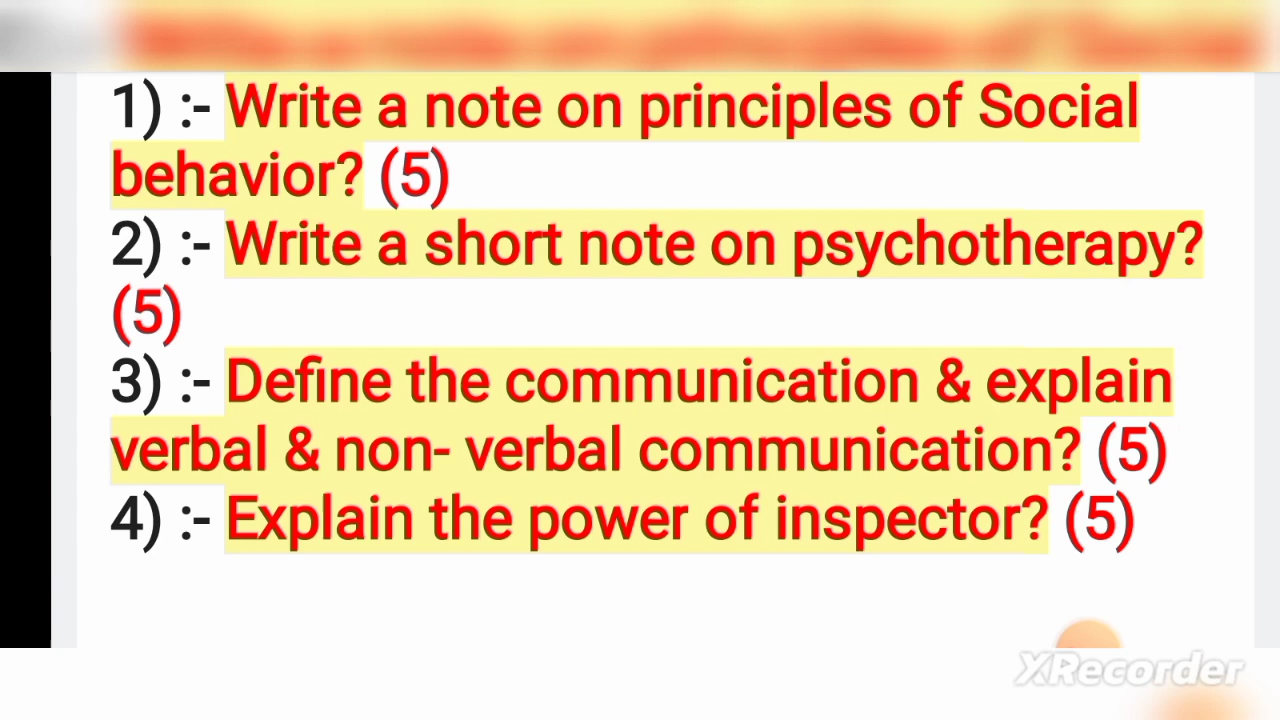 1) :- Write a note on principles of Social
behavior? (5)
2) :- Write a short note on psychotherapy?
(5)
3) :- Define the communication & explain
verbal & non- verbal communication? (5)
4) :- Explain the power of inspector? (5)
XRecorder